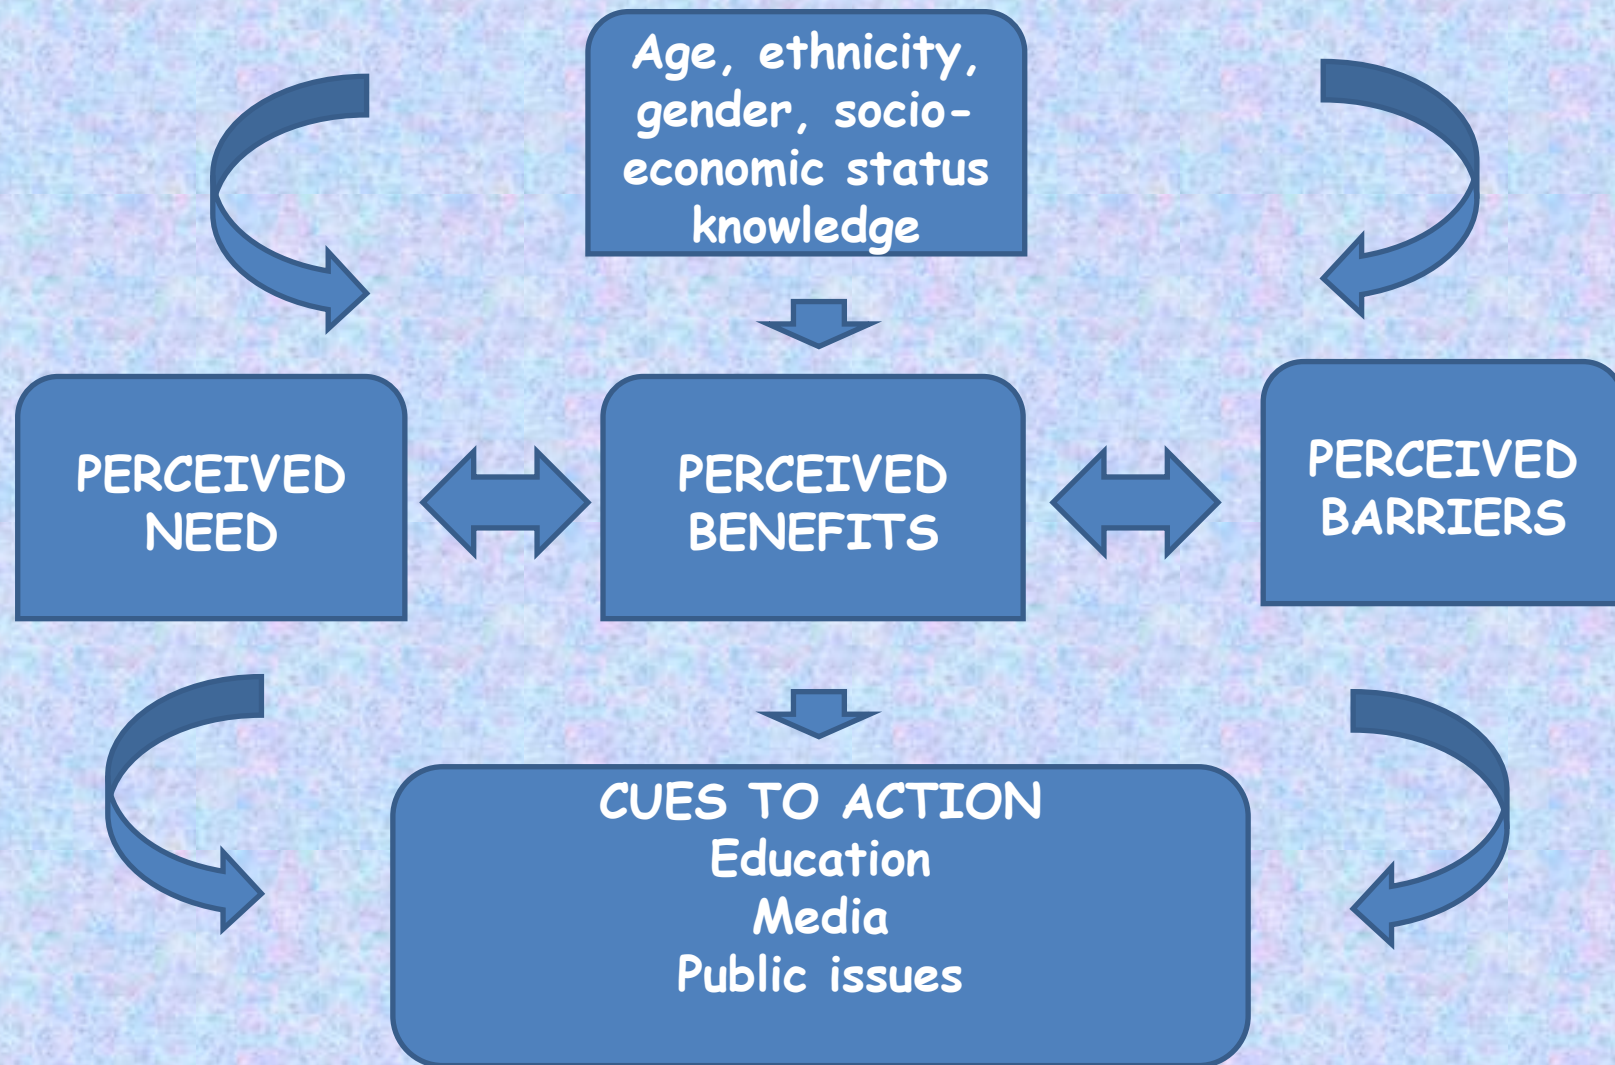 Age, ethnicity,
gender, socio-
economic status
knowledge
PERCEIVED
NEED
PERCEIVED
BENEFITS
PERCEIVED
BARRIERS
CUES TO ACTION
Education
Media
Public issues